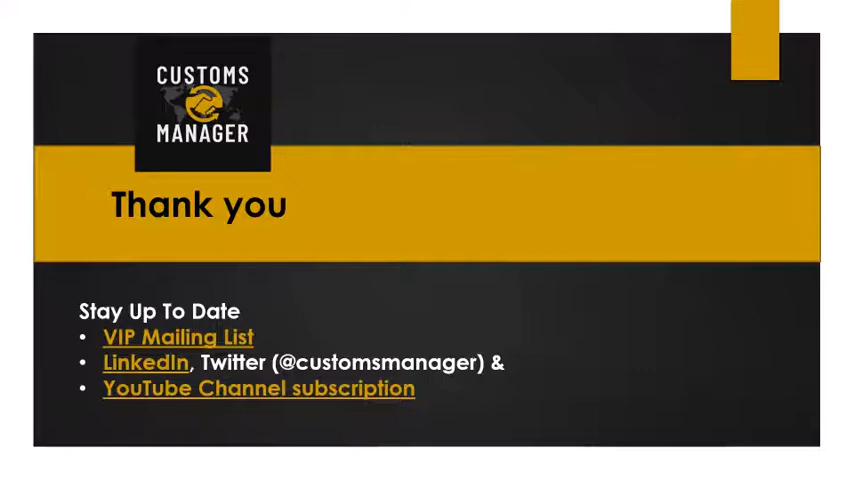 CUSTOMS
MANAGER
Thank you
Stay Up To Date
• VIP Mailing List
• LinkedIn, Twitter (@customsmanager) &
• YouTube Channel subscription